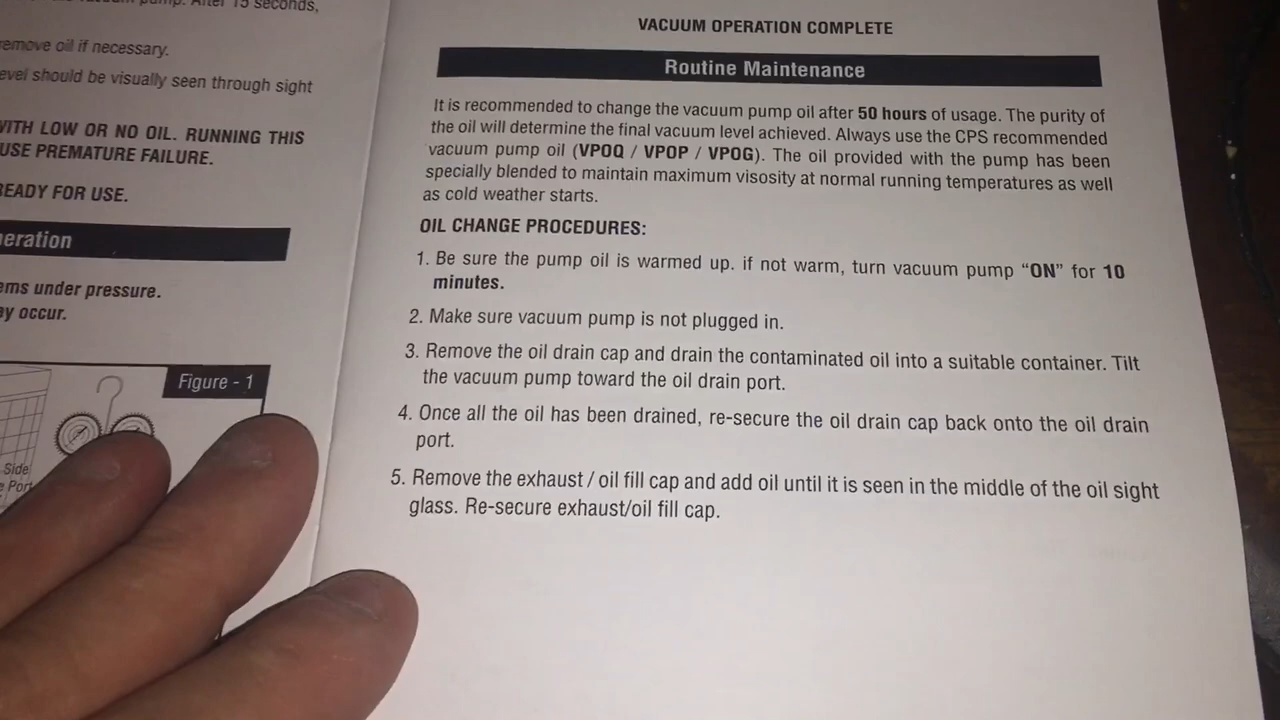 pump. After 15 seconds,
remove oil if necessary.
level should be visually seen through sight
WITH LOW OR NO OIL. RUNNING THIS
USE PREMATURE FAILURE.
READY FOR USE.
eration
ems under pressure.
ay occur.
Figure - 1
Side
Port
VACUUM OPERATION COMPLETE
Routine Maintenance
It is recommended to change the vacuum pump oil after 50 hours of usage. The purity of
the oil will determine the final vacuum level achieved. Always use the CPS recommended
vacuum pump oil (VPOQ / VPOP / VPOG). The oil provided with the pump has been
specially blended to maintain maximum visosity at normal running temperatures as well
as cold weather starts.
OIL CHANGE PROCEDURES:
1. Be sure the pump oil is warmed up. if not warm, turn vacuum pump “ON” for 10
minutes.
2. Make sure vacuum pump is not plugged in.
3. Remove the oil drain cap and drain the contaminated oil into a suitable container. Tilt
the vacuum pump toward the oil drain port.
4. Once all the oil has been drained, re-secure the oil drain cap back onto the oil drain
port.
5. Remove the exhaust / oil fill cap and add oil until it is seen in the middle of the oil sight
glass. Re-secure exhaust/oil fill cap.